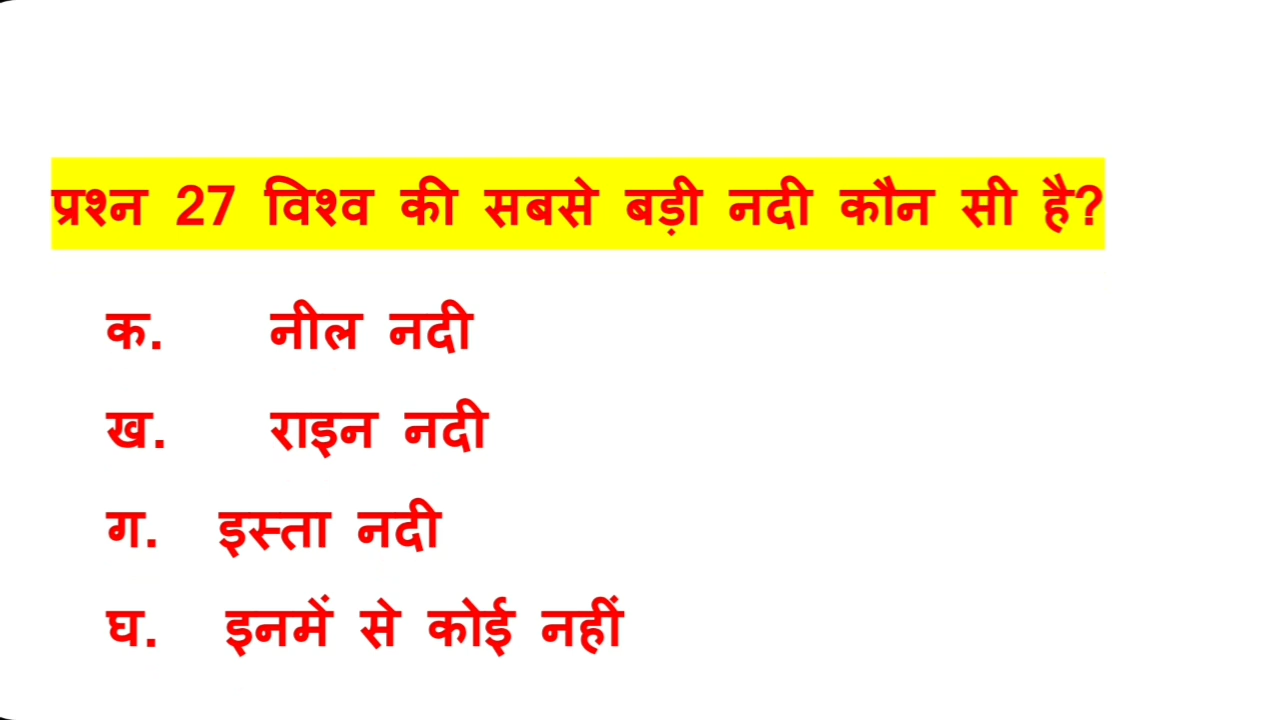 प्रश्न 27 विश्व की सबसे बड़ी नदी कौन सी है?
क. नील नदी
ख. राइन नदी
ग. इस्ता नदी
घ. इनमें से कोई नहीं